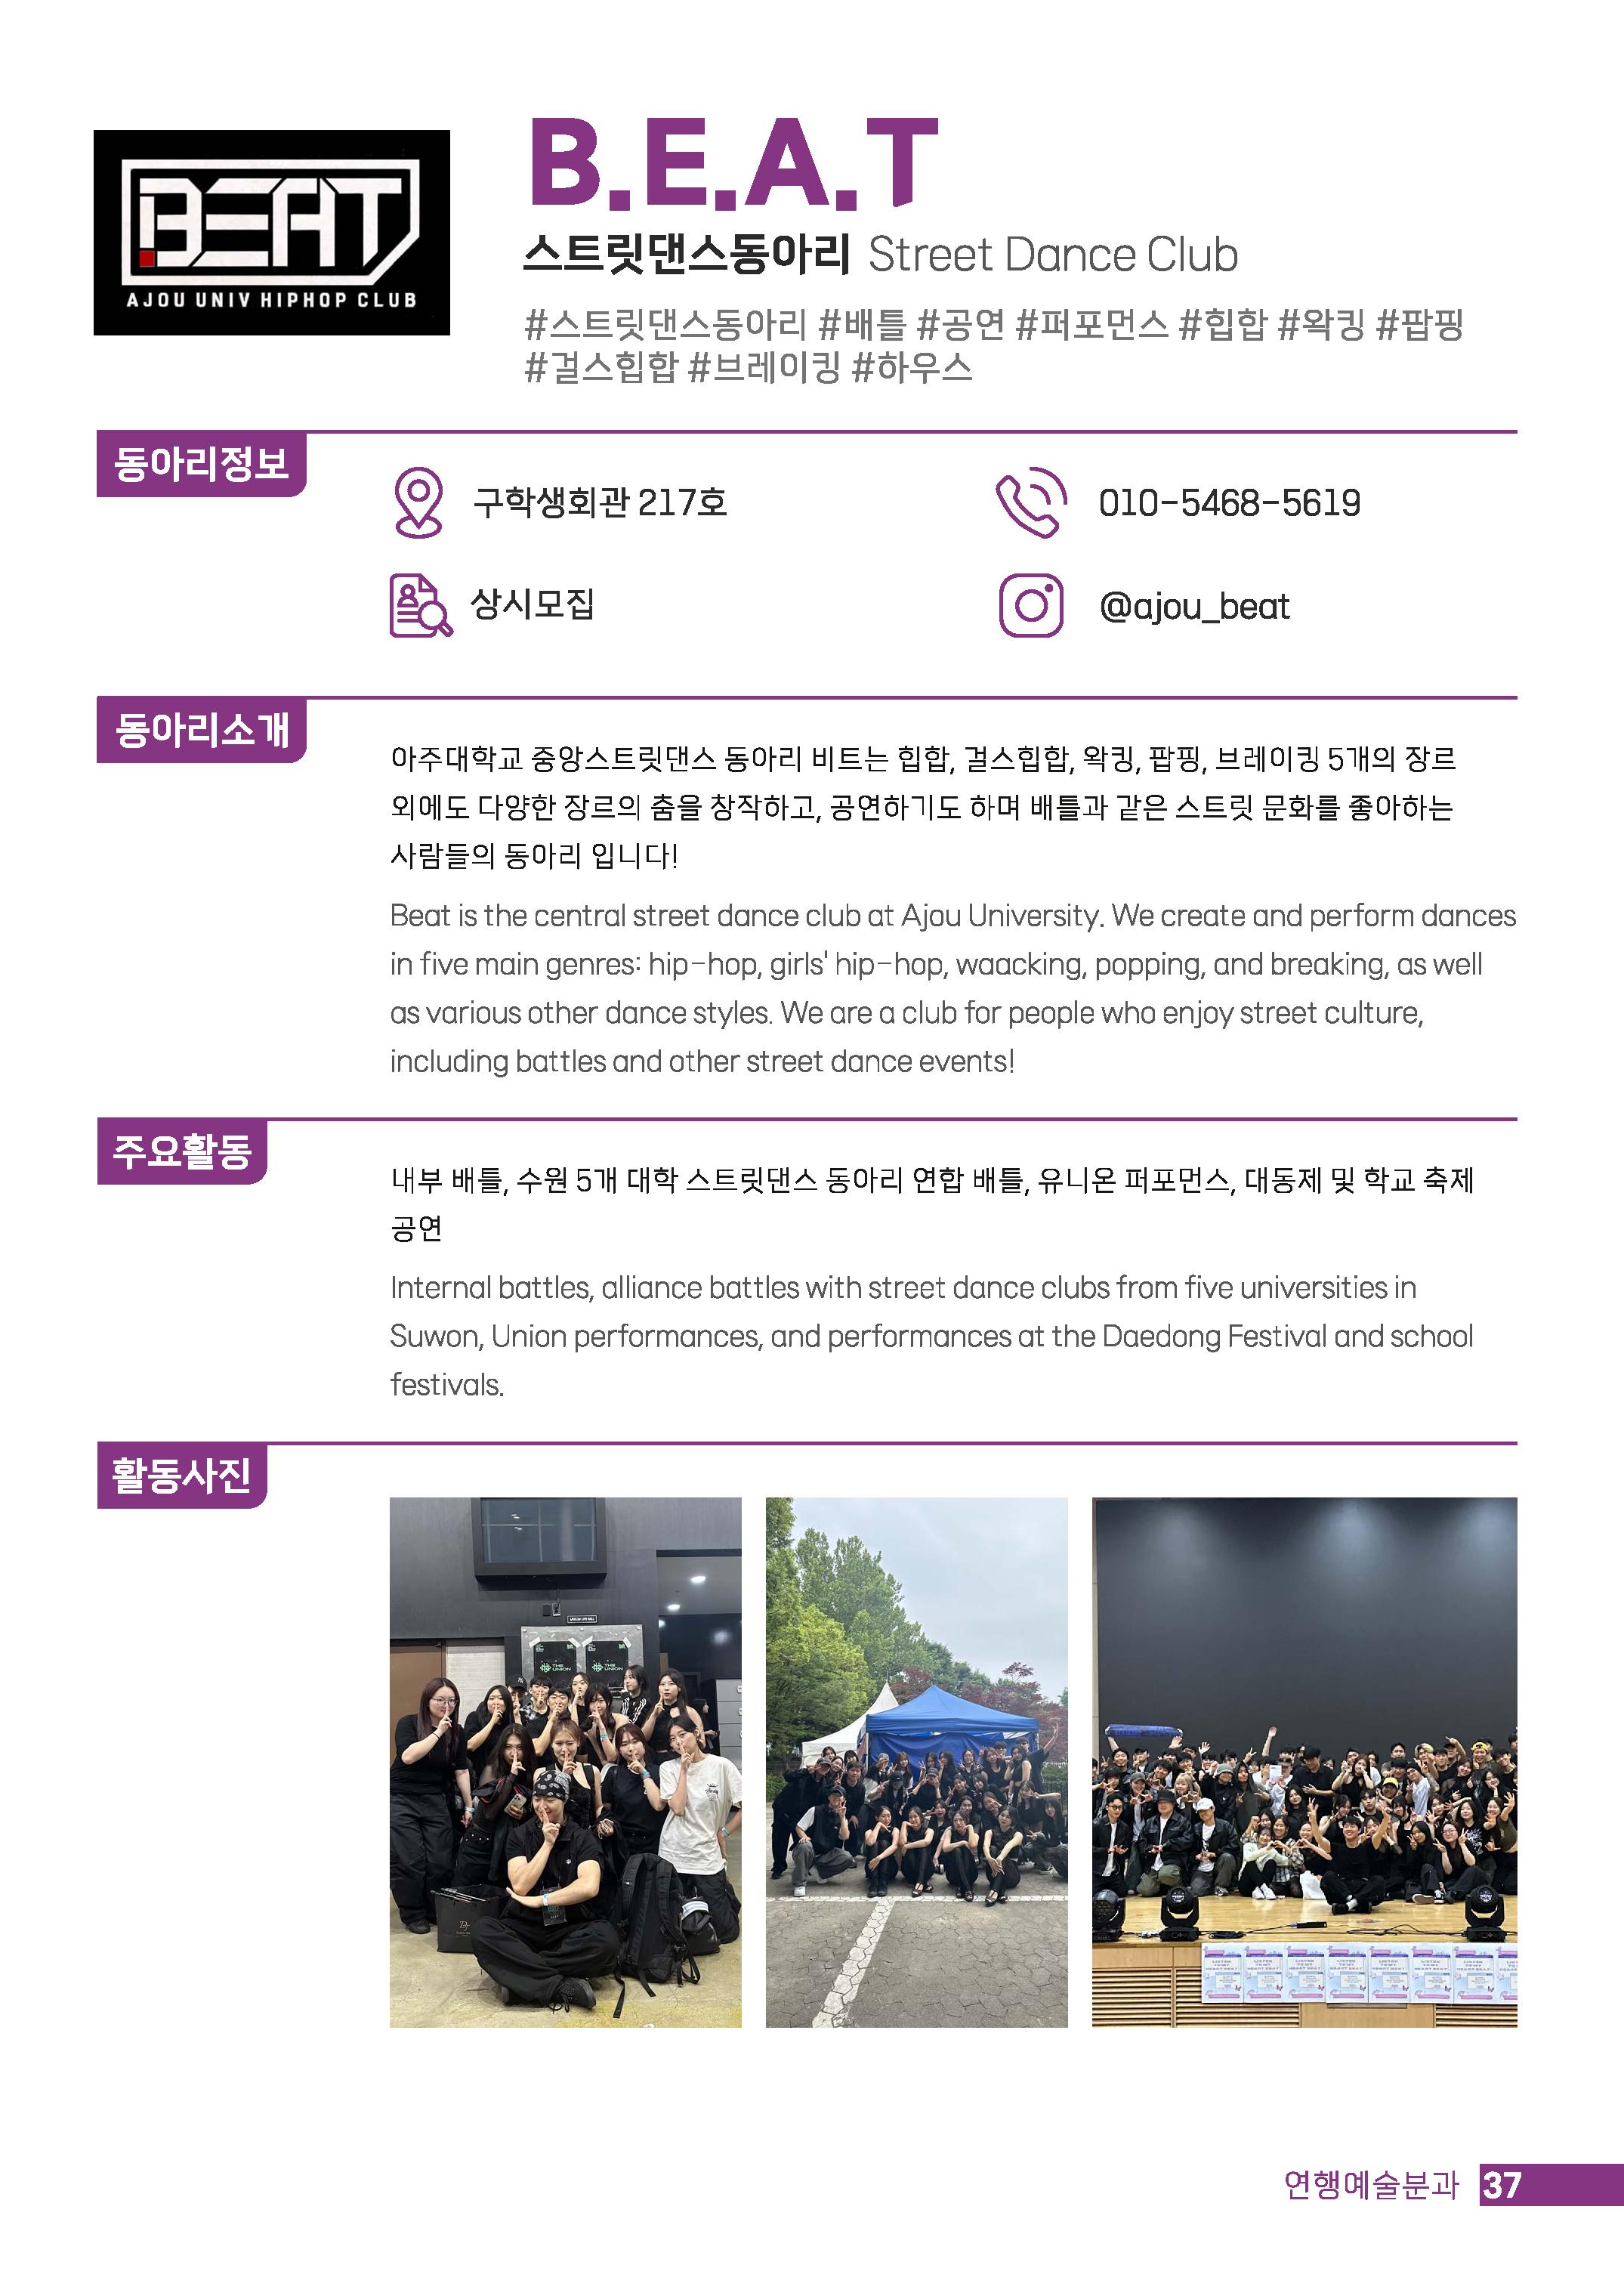 BEAT
AJOU UNIV HIPHOP CLUB
B.E.A.T
스트릿댄스동아리 Street Dance Club
#스트릿댄스동아리 #배틀 #공연 #퍼포먼스 #힙합 #왁킹 #팝핑
#걸스힙합 #브레이킹 #하우스
동아리정보
구학생회관 217호
010-5468-5619
상시모집
@ajou_beat
동아리소개
아주대학교 중앙스트릿댄스 동아리 비트는 힙합, 걸스힙합, 왁킹, 팝핑, 브레이킹 5개의 장르
외에도 다양한 장르의 춤을 창작하고, 공연하기도 하며 배틀과 같은 스트릿 문화를 좋아하는
사람들의 동아리 입니다!
Beat is the central street dance club at Ajou University. We create and perform dances
in five main genres: hip-hop, girls' hip-hop, waacking, popping, and breaking, as well
as various other dance styles. We are a club for people who enjoy street culture,
including battles and other street dance events!
주요활동
내부 배틀, 수원 5개 대학 스트릿댄스 동아리 연합 배틀, 유니온 퍼포먼스, 대동제 및 학교 축제
공연
Internal battles, alliance battles with street dance clubs from five universities in
Suwon, Union performances, and performances at the Daedong Festival and school
festivals.
활동사진
THE UNION
THE UNION
연행예술분과 37